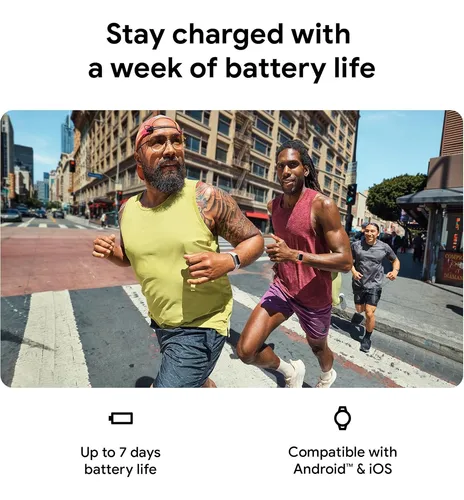 Stay charged with
a week of battery life
Up to 7 days
battery life
Compatible with
Android™ & iOS